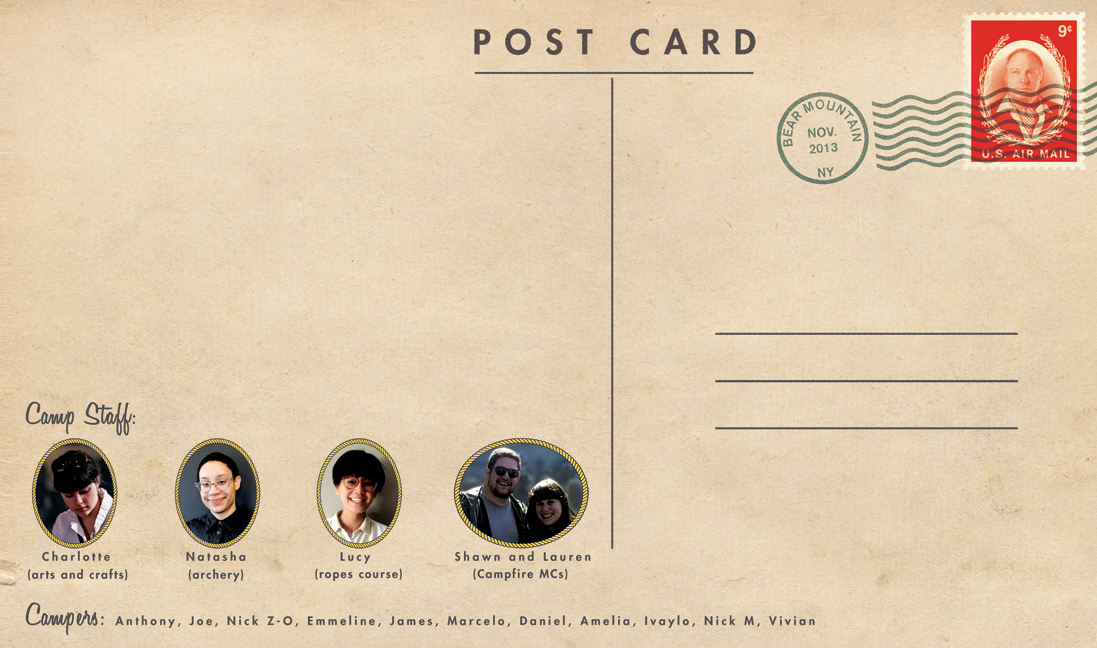 POST CARD
9¢
BEAR MOUNTAIN
NOV.
2013
NY
U.S. AIR MAIL
Camp Staff:
Charlotte
(arts and crafts)
Natasha
(archery)
Lucy
(ropes course)
Shawn and Lauren
(Campfire MCs)
Campers: Anthony, Joe, Nick Z-O, Emmeline, James, Marcelo, Daniel, Amelia, Ivaylo, Nick M, Vivian